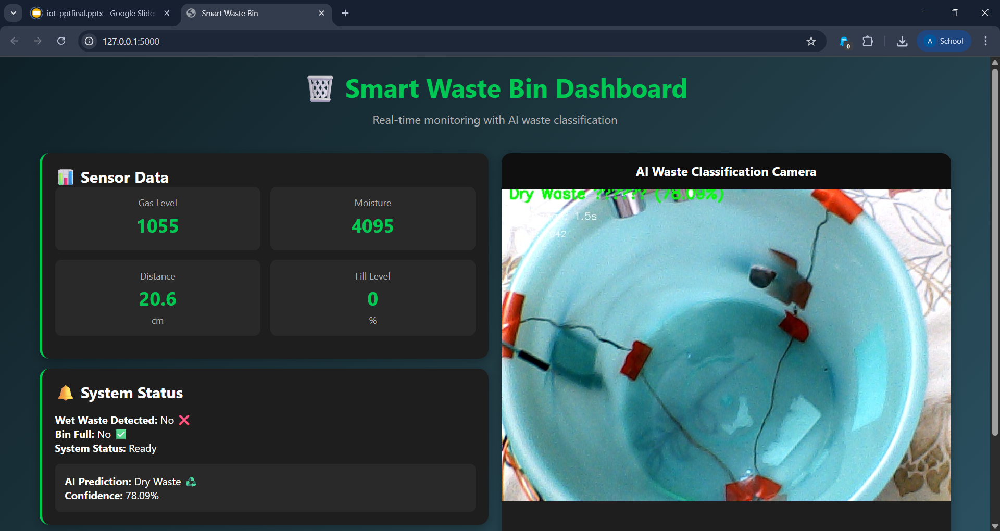 iot_pptfinal.pptx - Google Slide
Smart Waste Bin
127.0.0.1:5000
0
A School
Smart Waste Bin Dashboard
Real-time monitoring with AI waste classification
Sensor Data
Gas Level
1055
Moisture
4095
Distance
20.6
cm
Fill Level
0
%
System Status
Wet Waste Detected: No ❌
Bin Full: No ✅
System Status: Ready
AI Prediction: Dry Waste ♻
Confidence: 78.09%
AI Waste Classification Camera
Dry Waste ?????? (78.09%)
1.5s
042